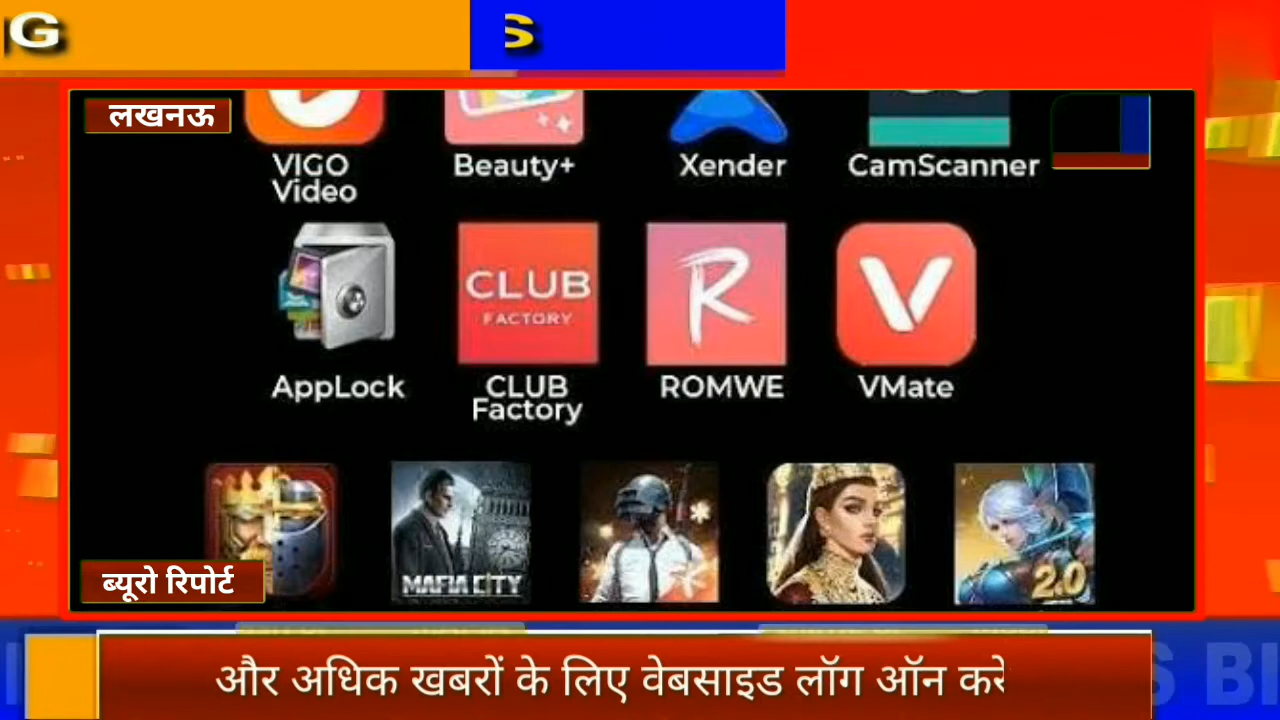 G
S
लखनऊ
VIGO
Video
Beauty+
Xender
CamScanner
CLUB
FACTORY
R
AppLock
CLUB
Factory
ROMWE
VMate
MAFIA CITY
2.0
ब्यूरो रिपोर्ट
और अधिक खबरों के लिए वेबसाइड लॉग ऑन करे
S BI